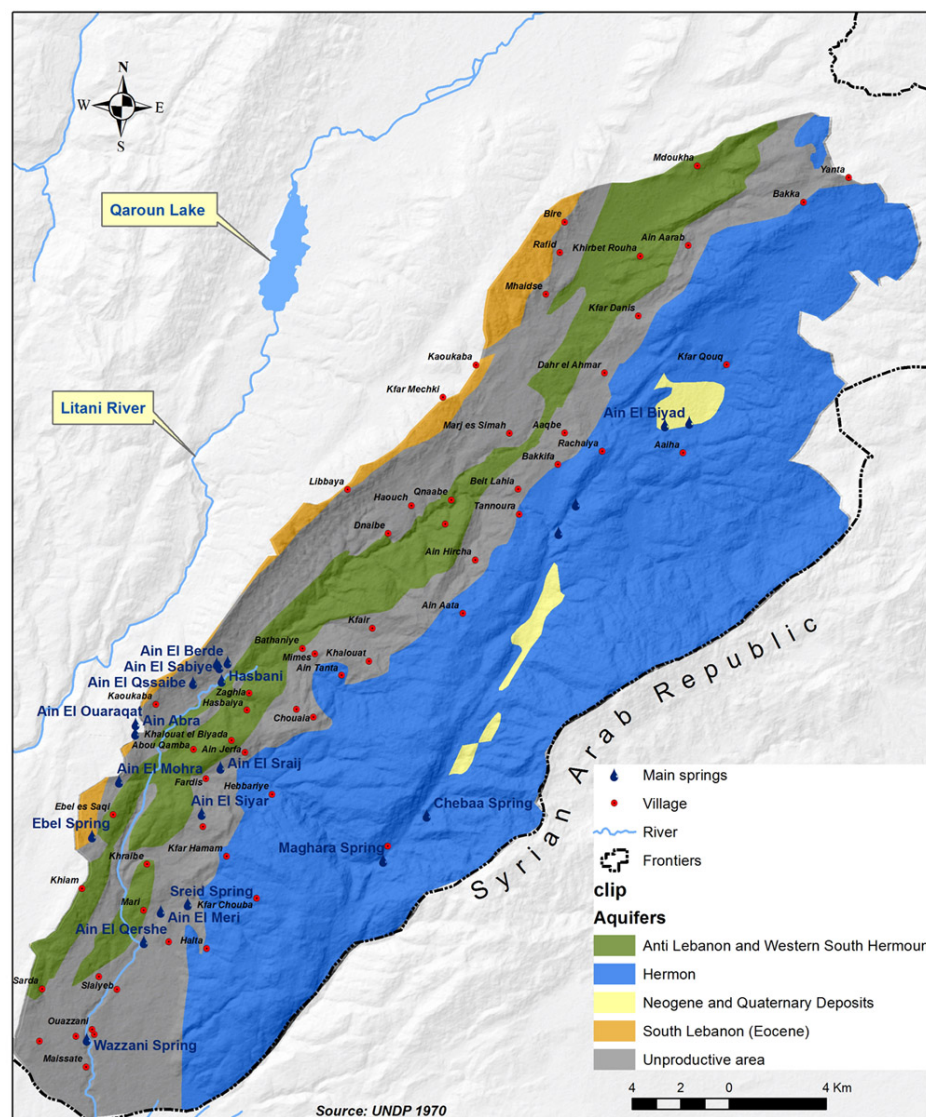 N
W
E
S
Qaroun Lake
Litani River
Mdoukha
Yanta
Bakka
Bire
Rafid
Khirbet Rouha
Ain Aarab
Mhaidse
Kfar Danis
Kaoukaba
Dahr el Ahmar
Kfar Qouq
Kfar Mechki
Ain El Biyad
Marj es Simah
Aaqbe
Rachaiya
Aaiha
Bakkifa
Libbaya
Beit Lahia
Haouch
Qnaabe
Tannoura
Dnaibe
Ain Hircha
Ain Aata
Kfair
Bathaniye
Mimes
Khalouat
Ain Tanta
Ain El Berde
Ain El Sabiye
Hasbani
Ain El Qssaibe
Zaghla
Kaoukaba
Hasbaiya
Chouaia
Ain El Ouaraqat
Ain Abra
Khalouat el Biyada
Abou Qamba
Ain Jerfa
Ain El Mohra
Ain El Sraij
Fardis
Hebbariye
Ain El Siyar
Ebel es Saqi
Ebel Spring
Chebaa Spring
Maghara Spring
Khraibe
Kfar Hamam
Khiam
Sreid Spring
Kfar Chouba
Mari
Ain El Meri
Ain El Qershe
Halta
Sarda
Slaiyeb
Ouazzani
Wazzani Spring
Maissate
Syrian Arab Republic
Main springs
Village
River
Frontiers
clip
Aquifers
Anti Lebanon and Western South Hermour
Hermon
Neogene and Quaternary Deposits
South Lebanon (Eocene)
Unproductive area
4 2 0 4 Km
Source: UNDP 1970